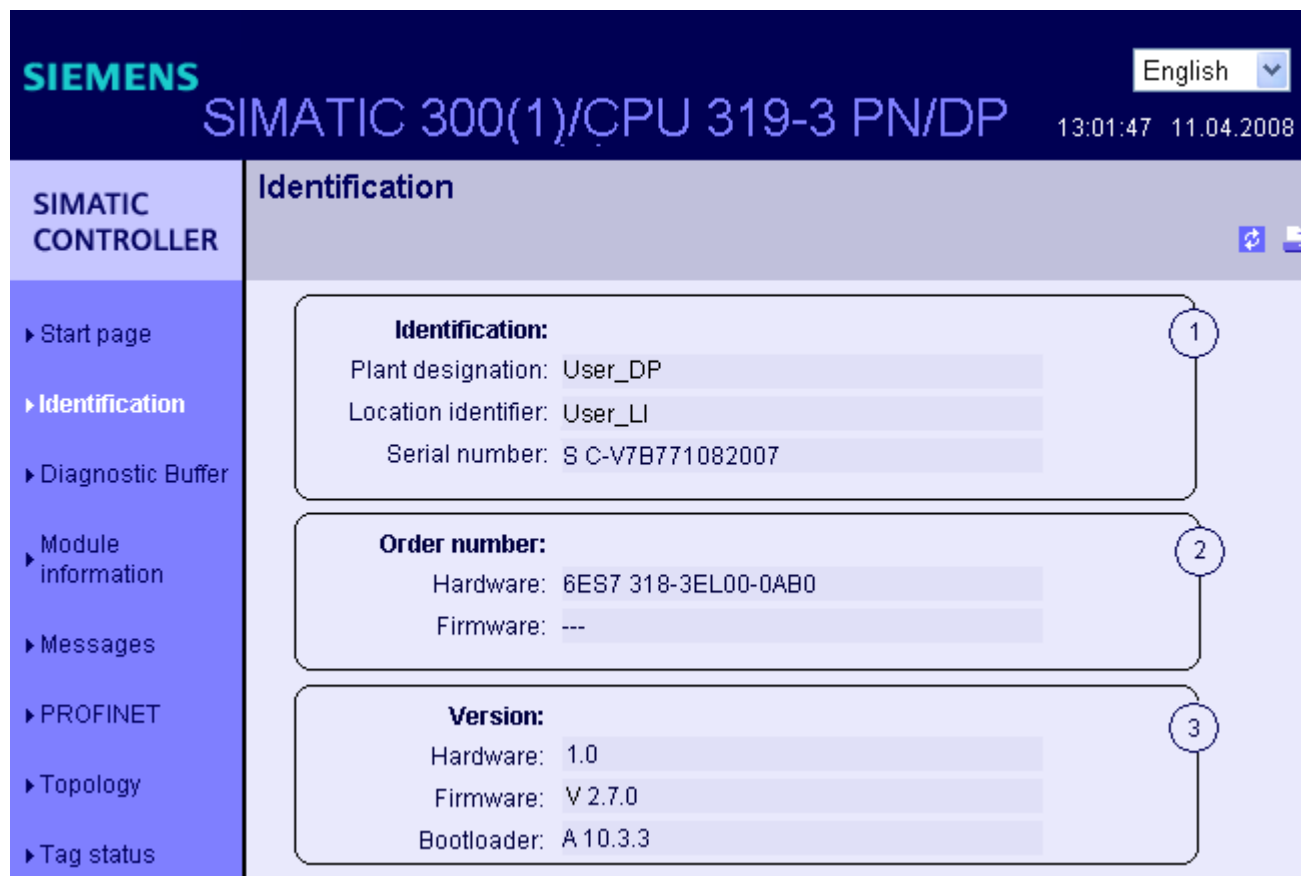 SIEMENS
English
SIMATIC 300(1)/CPU 319-3 PN/DP
13:01:47 11.04.2008
SIMATIC
CONTROLLER
Identification
Start page
Identification
Diagnostic Buffer
Module
information
Messages
PROFINET
Topology
Tag status
Identification:
1
Plant designation: User_DP
Location identifier: User_LI
Serial number: S C-V7B771082007
Order number:
2
Hardware: 6ES7 318-3EL00-0AB0
Firmware: ---
Version:
3
Hardware: 1.0
Firmware: V 2.7.0
Bootloader: A 10.3.3